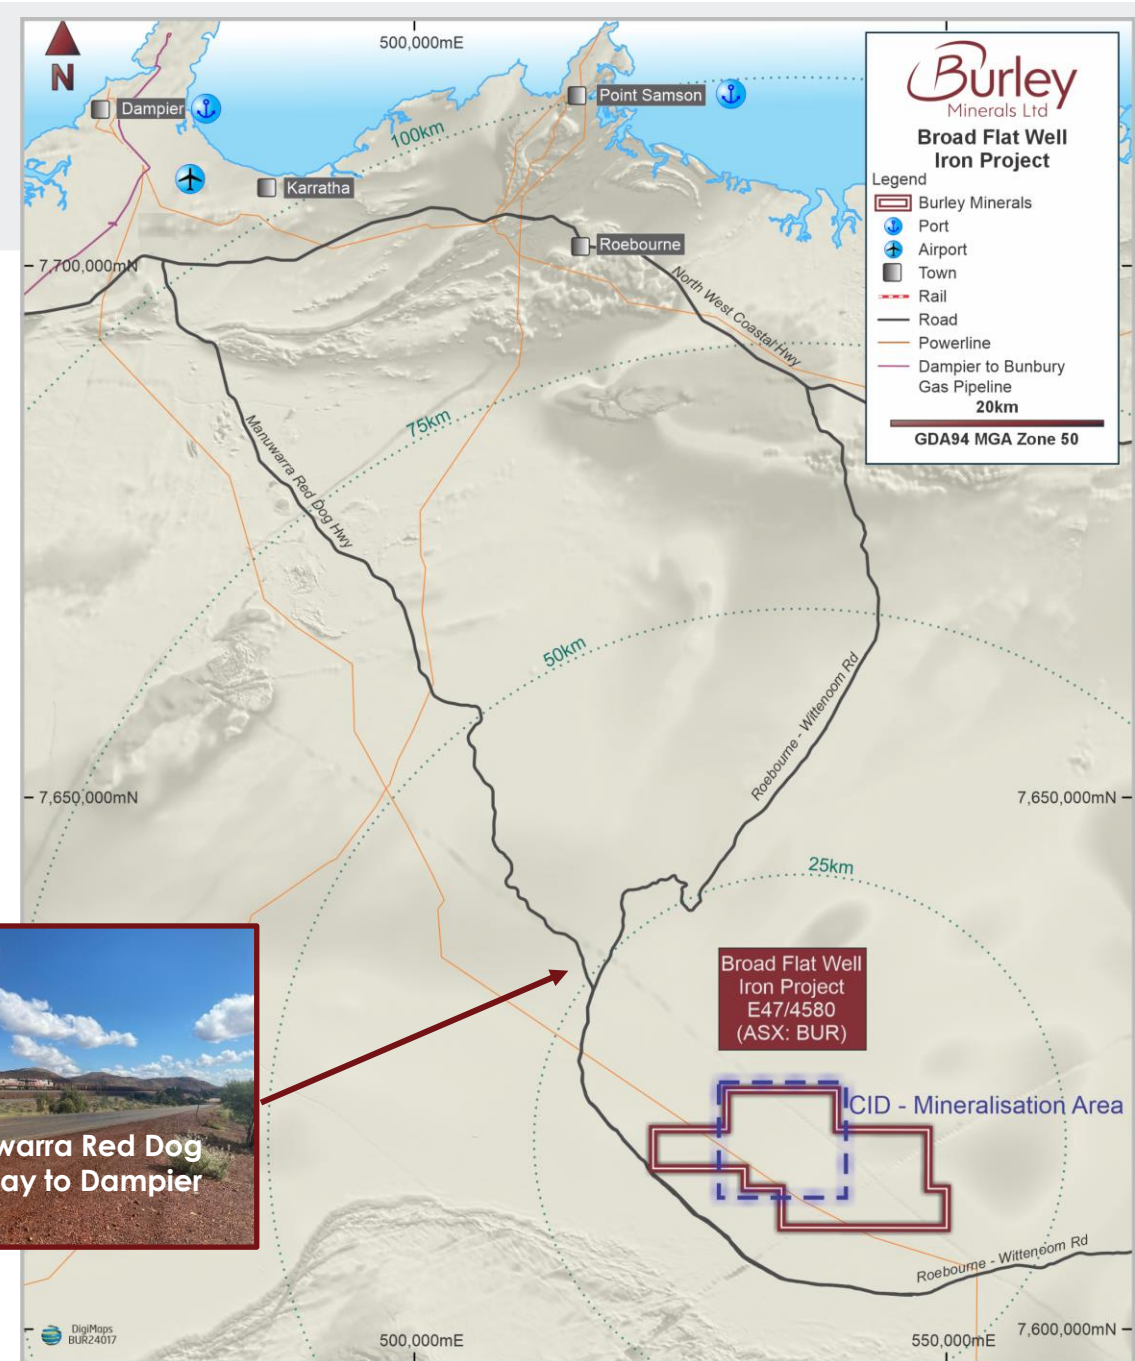 500,000mE
N
Dampier
Point Samson
100km
Karratha
Roebourne
7,700,000mN
North West Coastal Hwy
75km
Manuwarra Red Dog Hwy
50km
Roebourne - Wittenoom Rd
7,650,000mN
7,650,000mN
25km
Broad Flat Well
Iron Project
E47/4580
(ASX: BUR)
CID - Mineralisation Area
warra Red Dog
ay to Dampier
Roebourne - Wittenoom Rd
DigiMaps
BUR24017
500,000mE
550,000mE
7,600,000mN
Burley
Minerals Ltd
Broad Flat Well
Iron Project
Legend
Burley Minerals
Port
Airport
Town
Rail
Road
Powerline
Dampier to Bunbury
Gas Pipeline
20km
GDA94 MGA Zone 50